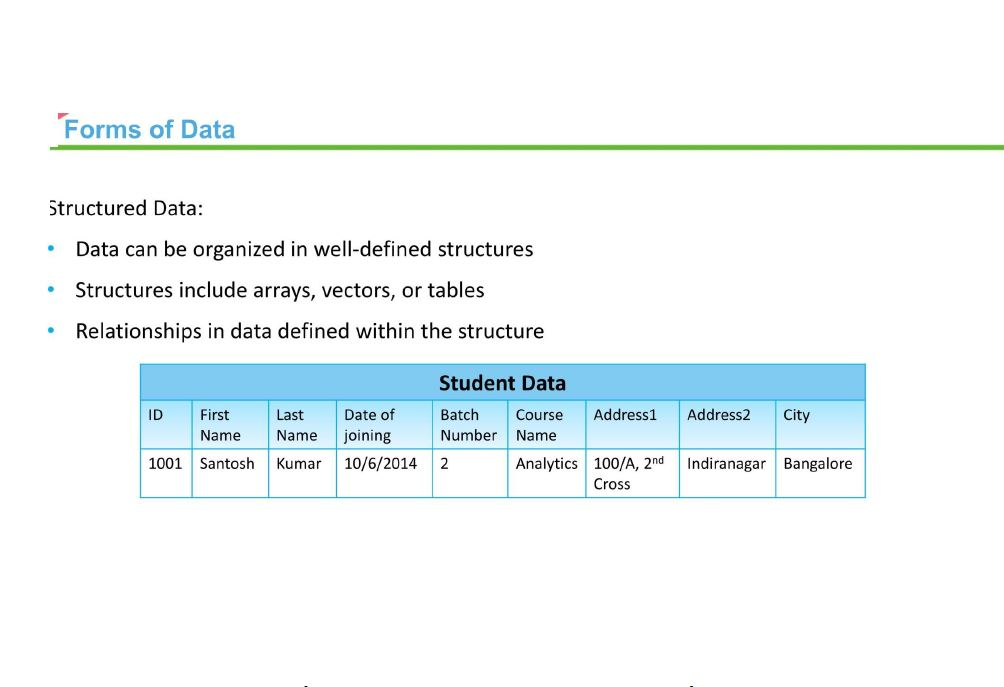 Forms of Data
Structured Data:
• Data can be organized in well-defined structures
• Structures include arrays, vectors, or tables
• Relationships in data defined within the structure
Student Data
ID First Name Last Name Date of joining Batch Number Course Name Address1 Address2 City
1001 Santosh Kumar 10/6/2014 2 Analytics 100/A, 2nd Cross Indiranagar Bangalore